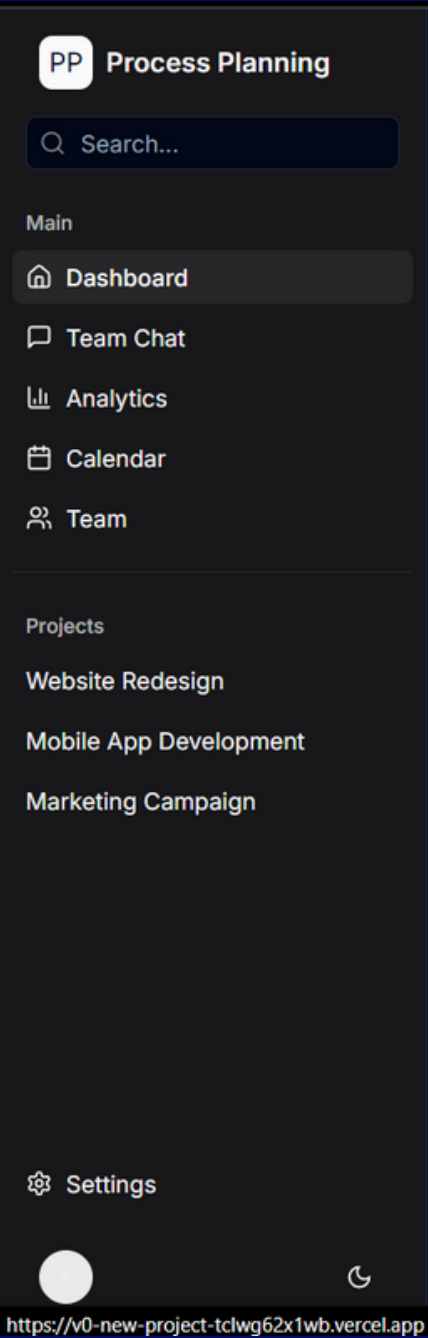 PP Process Planning
Search...
Main
Dashboard
Team Chat
Analytics
Calendar
Team
Projects
Website Redesign
Mobile App Development
Marketing Campaign
Settings
https://v0-new-project-tclwg62x1wb.vercel.app